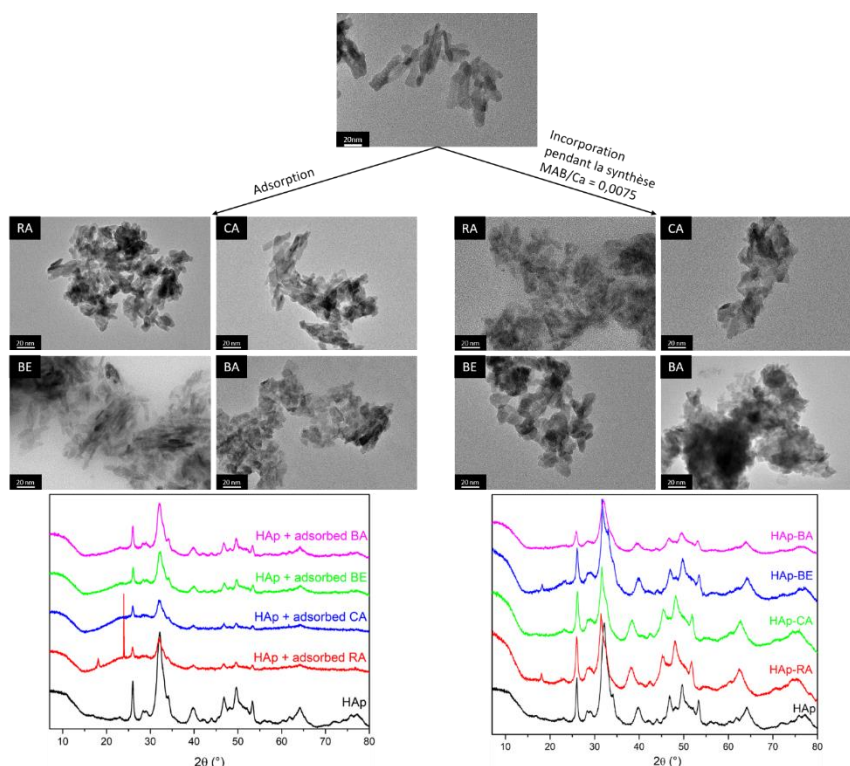 20nm
Adsorption
Incorporation
pendant la synthèse
MAB/Ca = 0,0075
RA
20 nm
CA
20 nm
RA
20 nm
CA
20 nm
BE
20 nm
BA
20 nm
BE
20 nm
BA
20 nm
HAp + adsorbed BA
HAp + adsorbed BE
HAp + adsorbed CA
HAp + adsorbed RA
HAp
10 20 30 40 50 60 70 80
2θ (°)
HAp-BA
HAp-BE
HAp-CA
HAp-RA
HAp
10 20 30 40 50 60 70 80
2θ (°)